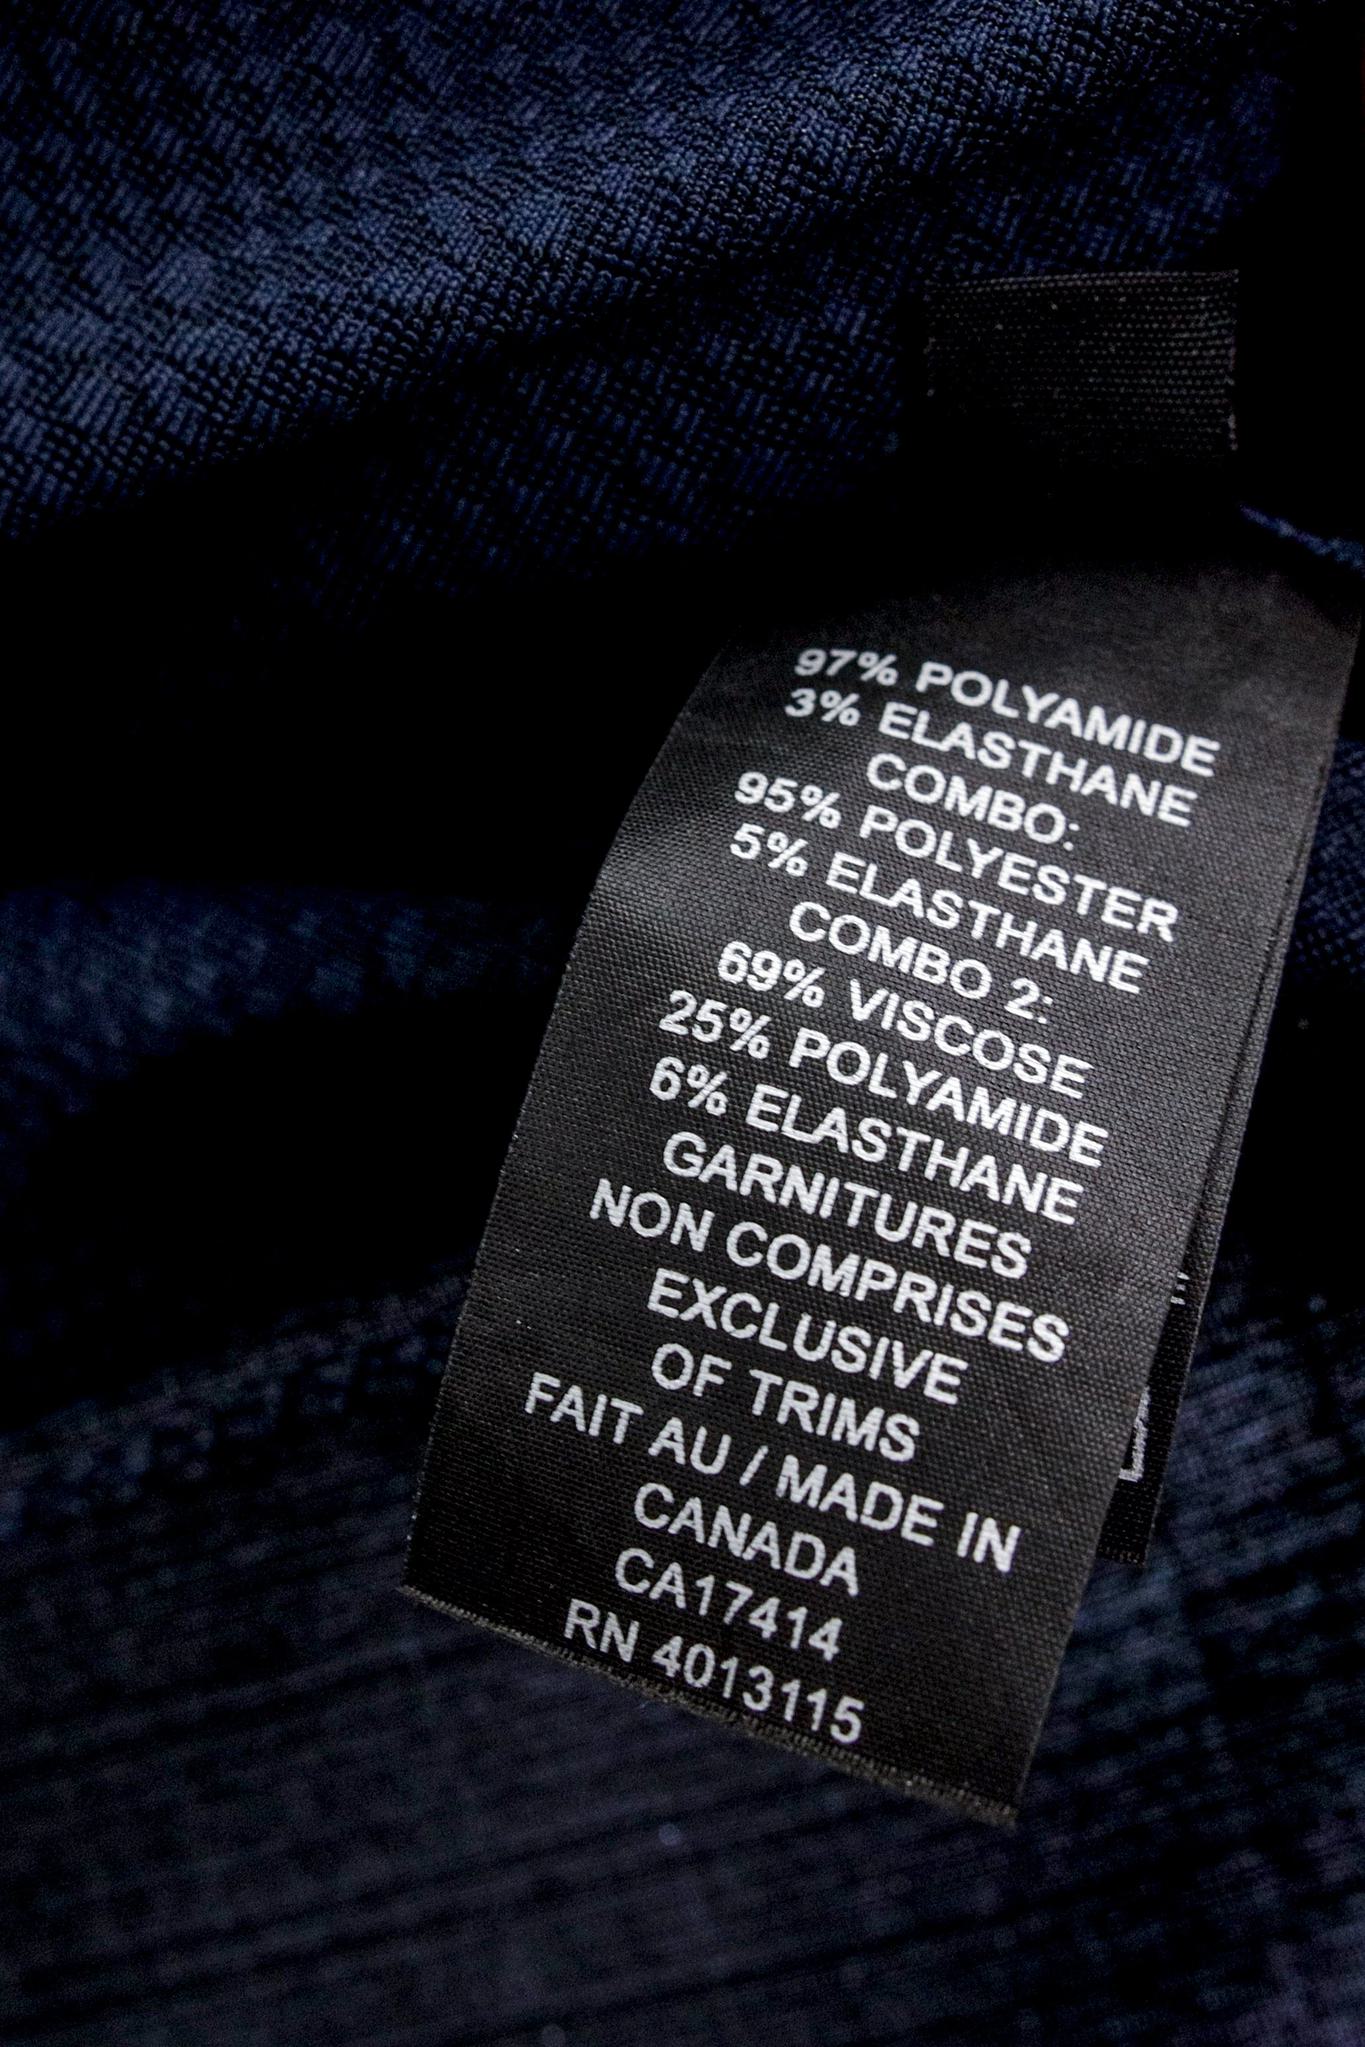 97% POLYAMIDE
3% ELASTHANE
COMBO:
95% POLYESTER
5% ELASTHANE
COMBO 2:
69% VISCOSE
25% POLYAMIDE
6% ELASTHANE
GARNITURES
NON COMPRISES
EXCLUSIVE
OF TRIMS
FAIT AU / MADE IN
CANADA
CA17414
RN 4013115